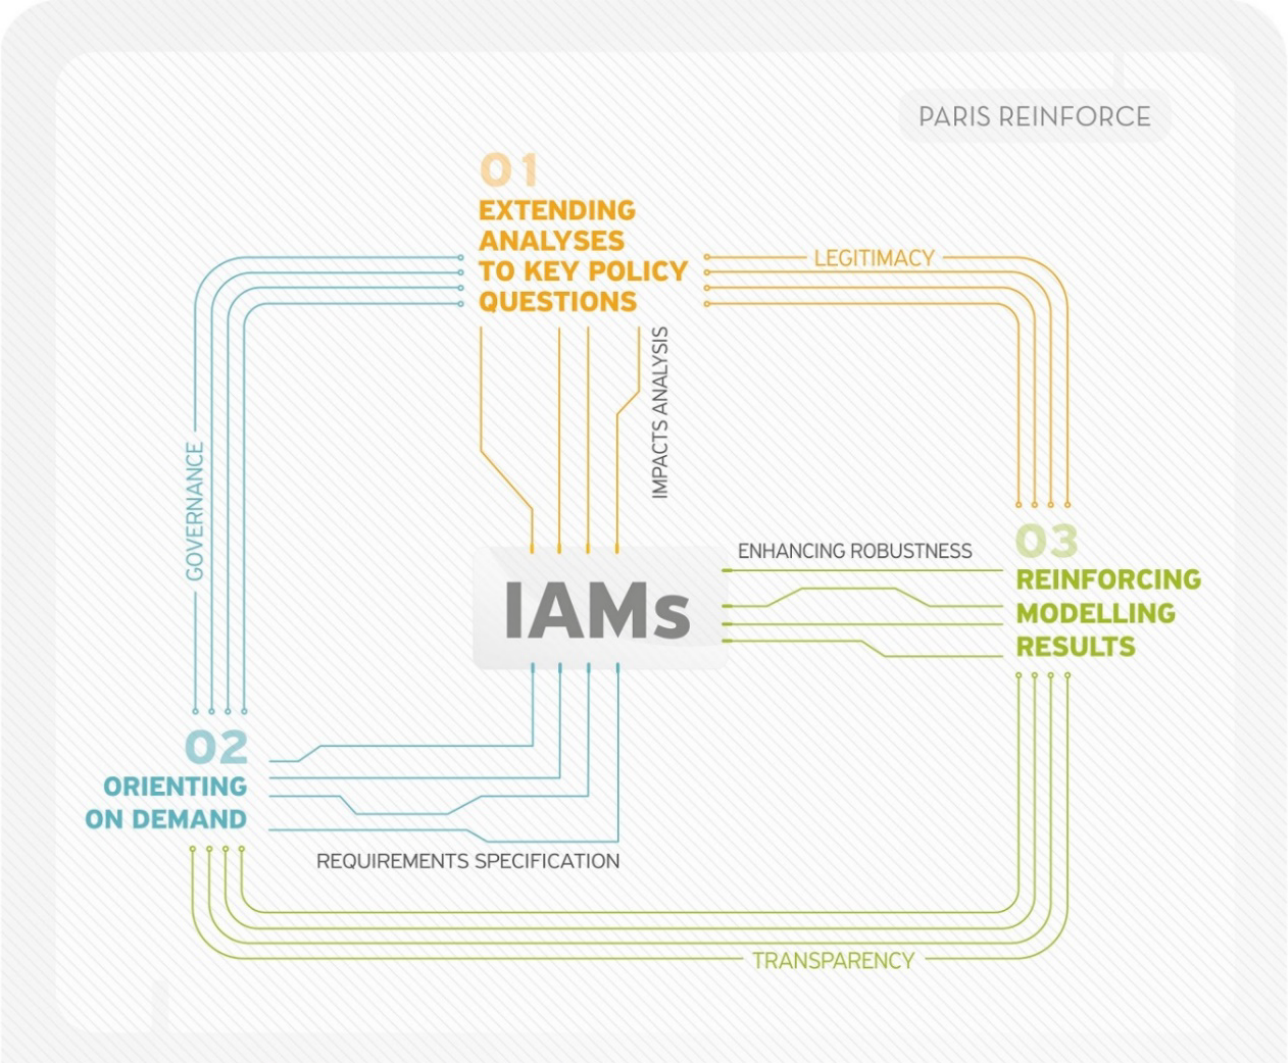 PARIS REINFORCE
01
EXTENDING
ANALYSES
TO KEY POLICY
QUESTIONS
LEGITIMACY
IMPACTS ANALYSIS
GOVERNANCE
ENHANCING ROBUSTNESS
03
REINFORCING
MODELLING
RESULTS
IAMs
02
ORIENTING
ON DEMAND
REQUIREMENTS SPECIFICATION
TRANSPARENCY